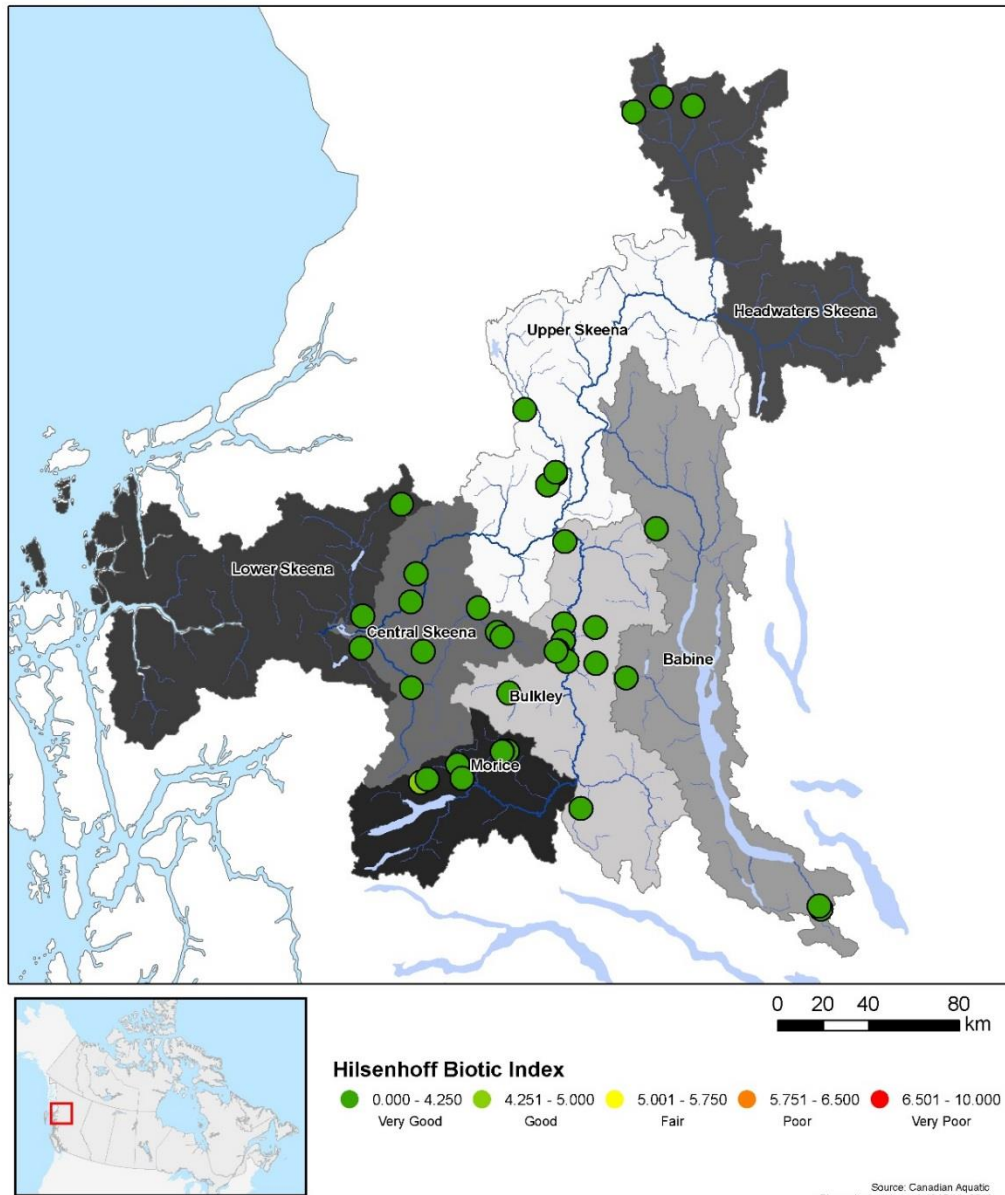 Headwaters Skeena
Upper Skeena
Lower Skeena
Central Skeena
Babine
Bulkley
Morice
0 20 40 80
km
Hilsenhoff Biotic Index
0.000 - 4.250 4.251 - 5.000 5.001 - 5.750 5.751 - 6.500 6.501 - 10.000
Very Good Good Fair Poor Very Poor
Source: Canadian Aquatic